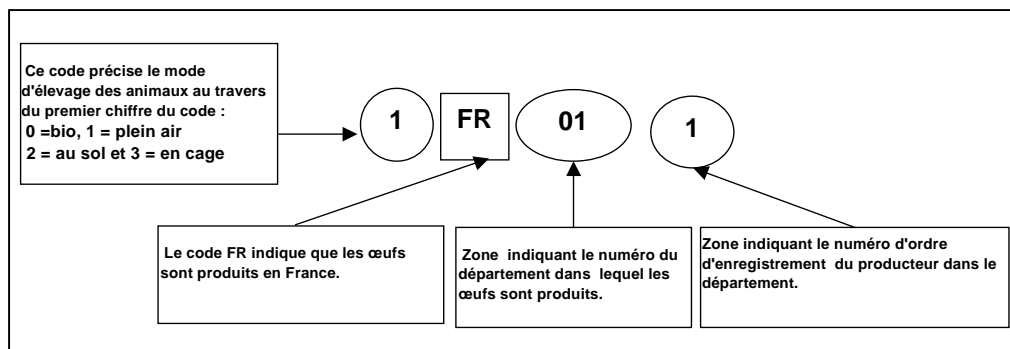 Ce code précise le mode
d'élevage des animaux au travers
du premier chiffre du code :
0 =bio, 1 = plein air
2 = au sol et 3 = en cage
1 FR 01 1
Le code FR indique que les œufs
sont produits en France.
Zone indiquant le numéro du
département dans lequel les
œufs sont produits.
Zone indiquant le numéro d'ordre
d'enregistrement du producteur dans le
département.